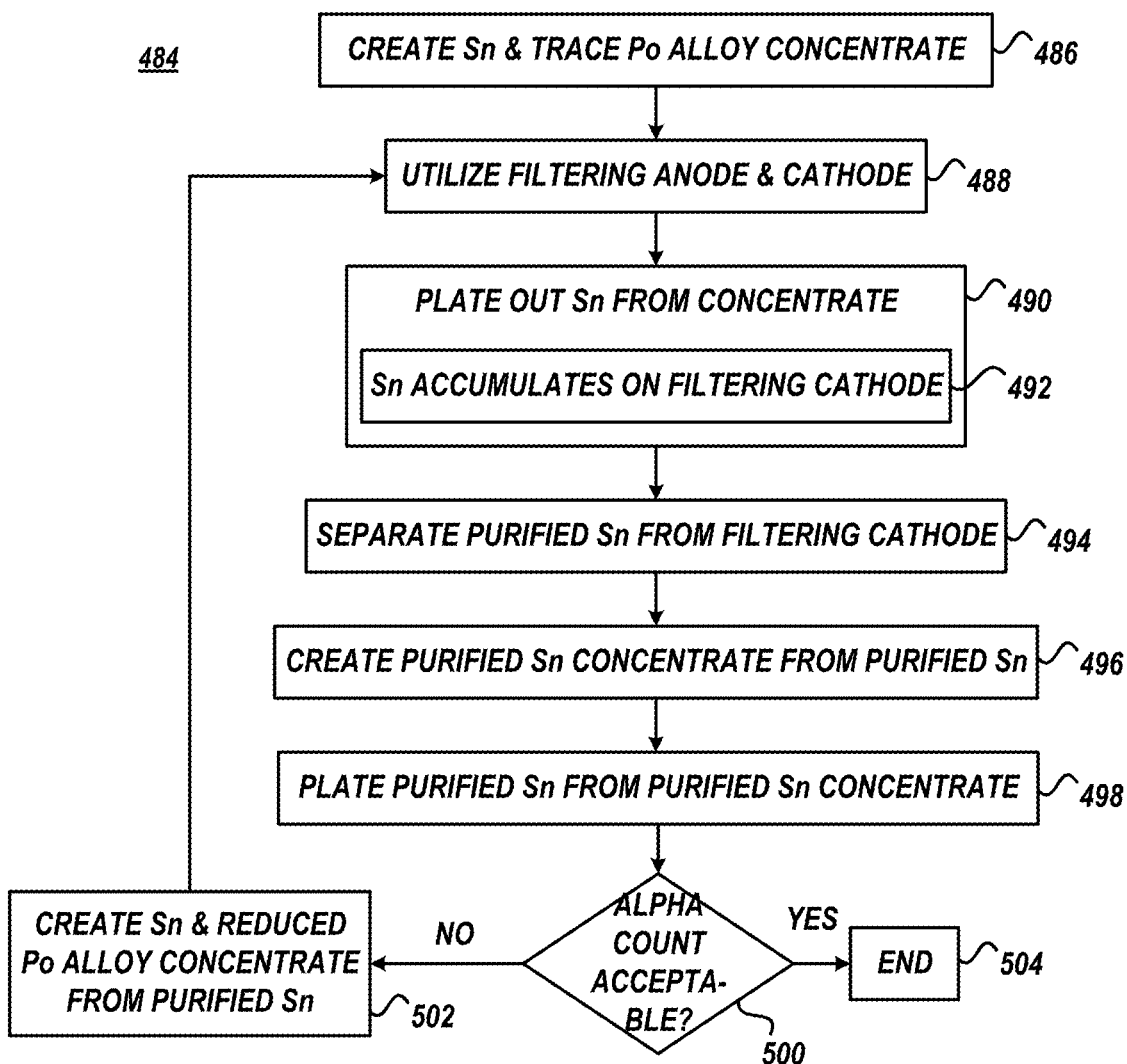 484
CREATE Sn & TRACE Po ALLOY CONCENTRATE
486
UTILIZE FILTERING ANODE & CATHODE
488
PLATE OUT Sn FROM CONCENTRATE
490
Sn ACCUMULATES ON FILTERING CATHODE
492
SEPARATE PURIFIED Sn FROM FILTERING CATHODE
494
CREATE PURIFIED Sn CONCENTRATE FROM PURIFIED Sn
496
PLATE PURIFIED Sn FROM PURIFIED Sn CONCENTRATE
498
ALPHA
COUNT
ACCEPTA-
BLE?
500
YES
END
504
NO
CREATE Sn & REDUCED
Po ALLOY CONCENTRATE
FROM PURIFIED Sn
502